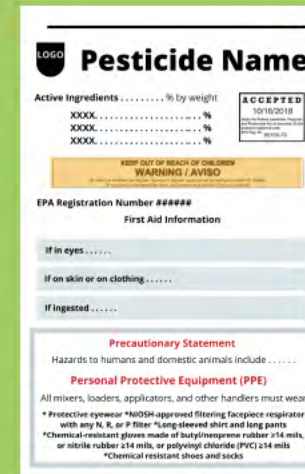 LOGO
Pesticide Name
Active Ingredients . . . . . . . . . % by weight
XXXX. . . . . . . . . . . . . . . . . . . %
XXXX. . . . . . . . . . . . . . . . . . . %
XXXX. . . . . . . . . . . . . . . . . . . %
ACCEPTED
10/16/2018
KEEP OUT OF REACH OF CHILDREN
WARNING / AVISO
EPA Registration Number ######
First Aid Information
If in eyes . . . . . .
If on skin or on clothing . . . . . .
If ingested . . . . . .
Precautionary Statement
Hazards to humans and domestic animals include . . . . . .
Personal Protective Equipment (PPE)
All mixers, loaders, applicators, and other handlers must wear
* Protective eyewear *NIOSH-approved filtering facepiece respirator
with any N, R, or P filter *Long-sleeved shirt and long pants
*Chemical-resistant gloves made of butyl/neoprene rubber ≥14 mils,
or nitrile rubber ≥14 mils, or polyvinyl chloride (PVC) ≥14 mils
*Chemical resistant shoes and socks